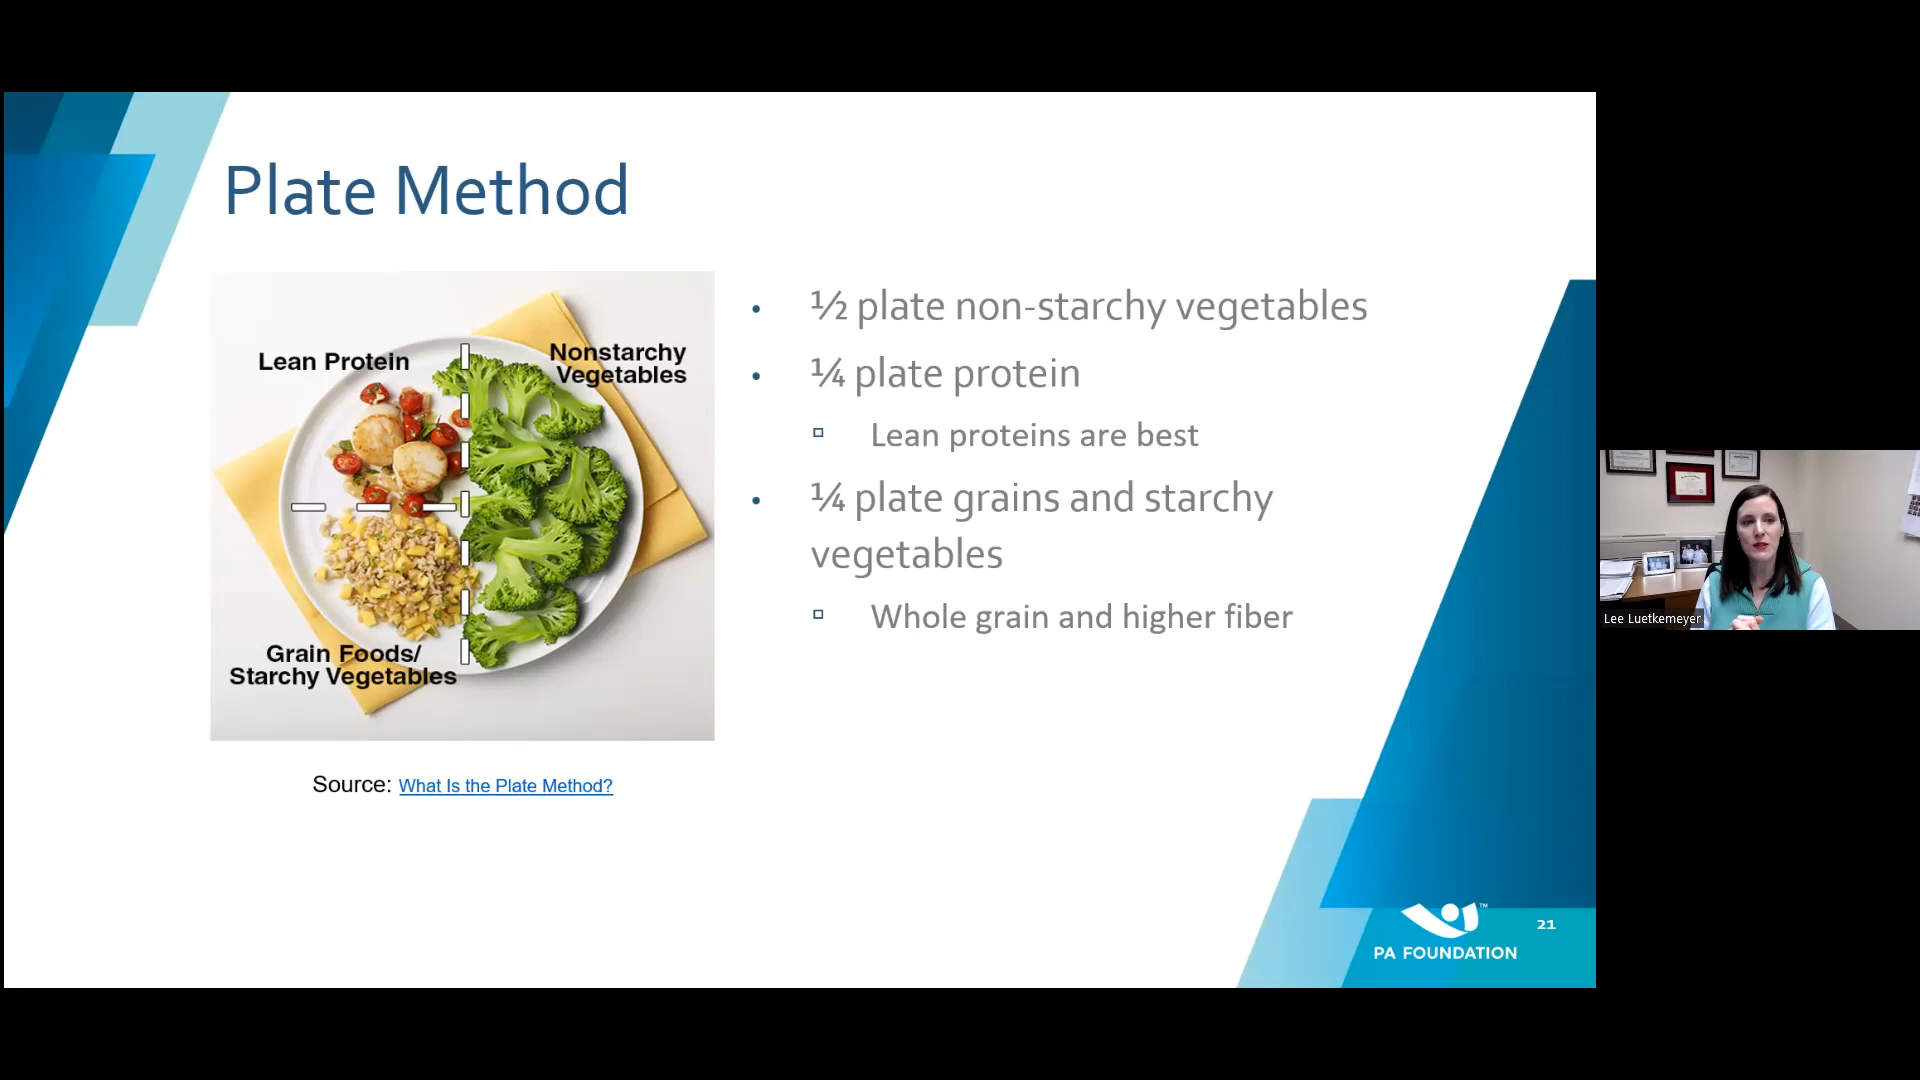 Plate Method
Lean Protein
Nonstarchy
Vegetables
Grain Foods/
Starchy Vegetables
Source: What Is the Plate Method?
• ½ plate non-starchy vegetables
• ¼ plate protein
▫ Lean proteins are best
• ¼ plate grains and starchy
vegetables
▫ Whole grain and higher fiber
PA FOUNDATION™
21
Lee Luetkemeyer